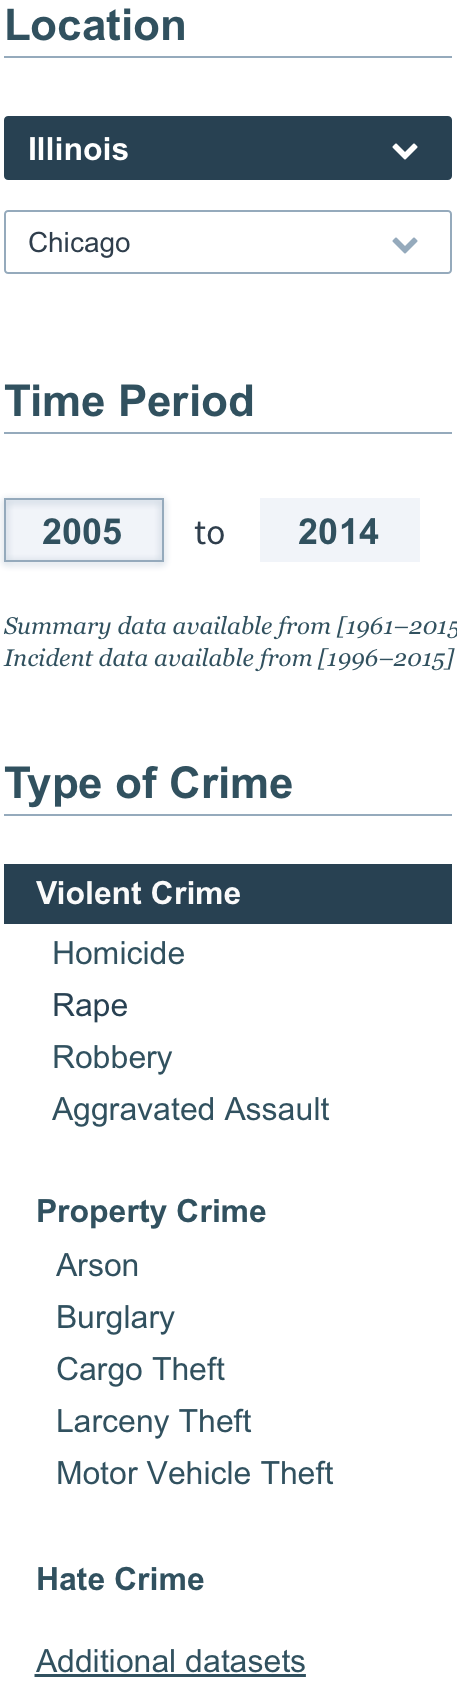 Location
Illinois
Chicago
Time Period
2005 to 2014
Summary data available from [1961–2015
Incident data available from [1996–2015]
Type of Crime
Violent Crime
Homicide
Rape
Robbery
Aggravated Assault
Property Crime
Arson
Burglary
Cargo Theft
Larceny Theft
Motor Vehicle Theft
Hate Crime
Additional datasets